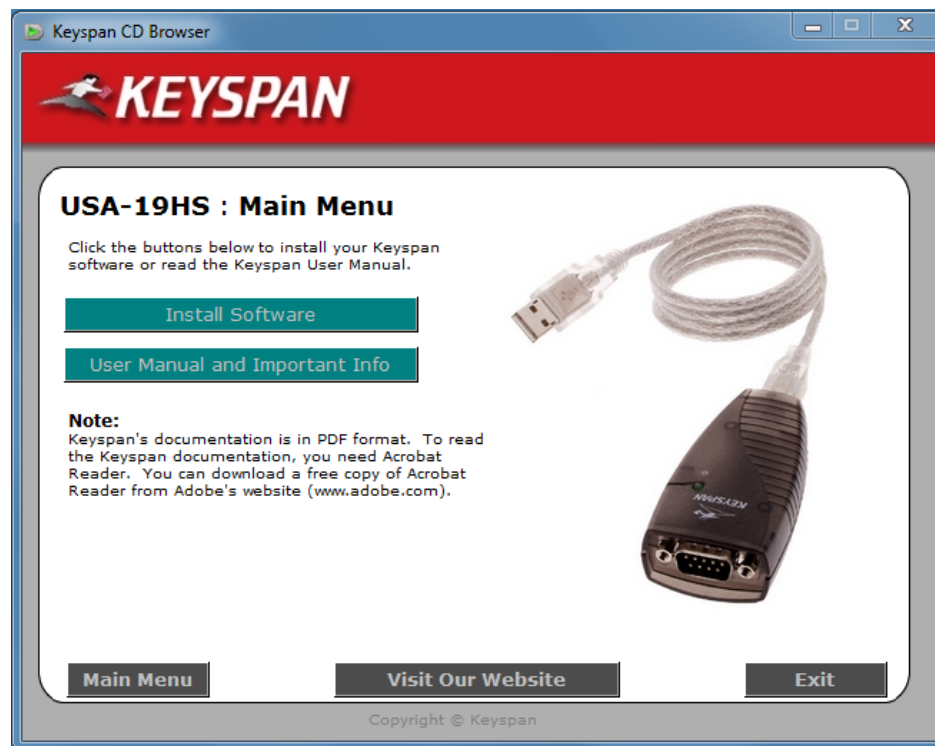 Keyspan CD Browser
KEYSPAN
USA-19HS : Main Menu
Click the buttons below to install your Keyspan
software or read the Keyspan User Manual.
Install Software
User Manual and Important Info
Note:
Keyspan's documentation is in PDF format.  To read
the Keyspan documentation, you need Acrobat
Reader.  You can download a free copy of Acrobat
Reader from Adobe's website (www.adobe.com).
KEYSPAN
Main Menu
Visit Our Website
Exit
Copyright © Keyspan